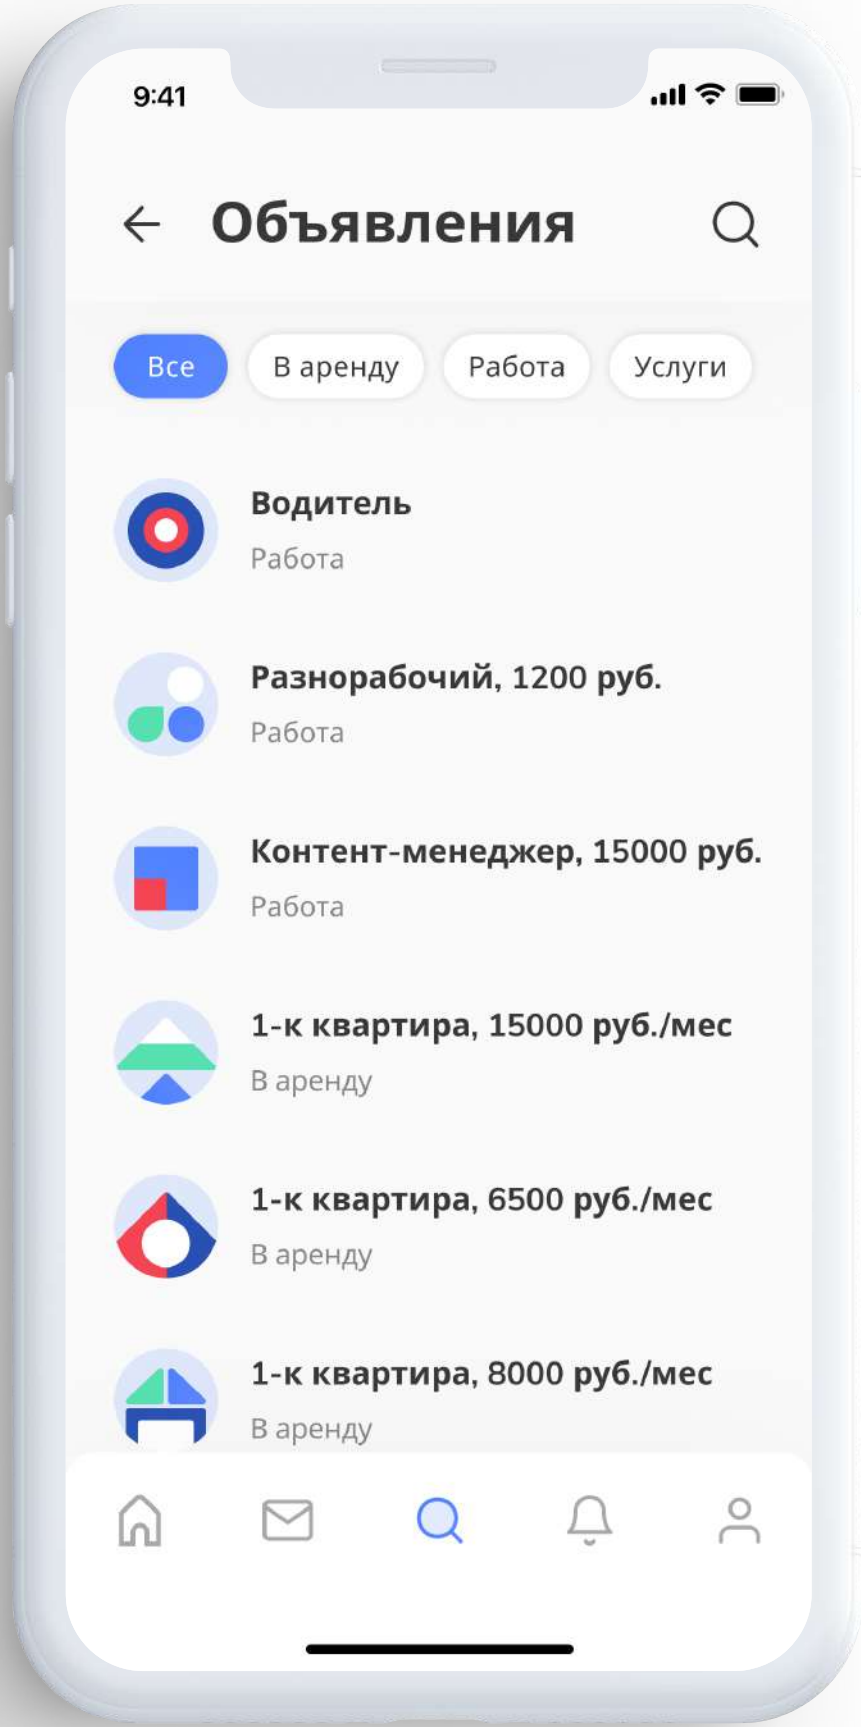 9:41
Объявления
Все
В аренду
Работа
Услуги
Водитель
Работа
Разнорабочий, 1200 руб.
Работа
Контент-менеджер, 15000 руб.
Работа
1-к квартира, 15000 руб./мес
В аренду
1-к квартира, 6500 руб./мес
В аренду
1-к квартира, 8000 руб./мес
В аренду